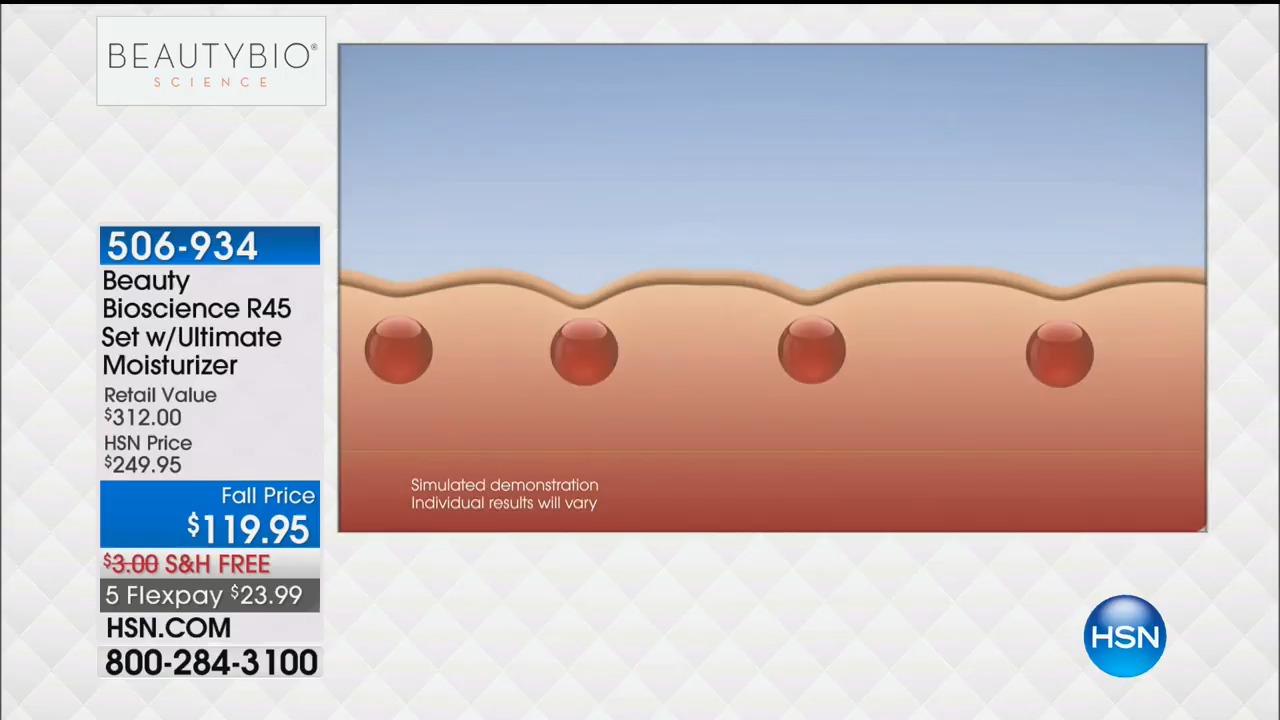 BEAUTYBIO®
SCIENCE
506-934
Beauty
Bioscience R45
Set w/Ultimate
Moisturizer
Retail Value
$312.00
HSN Price
$249.95
Fall Price
$119.95
$3.00 S&H FREE
5 Flexpay $23.99
HSN.COM
800-284-3100
Simulated demonstration
Individual results will vary
HSN